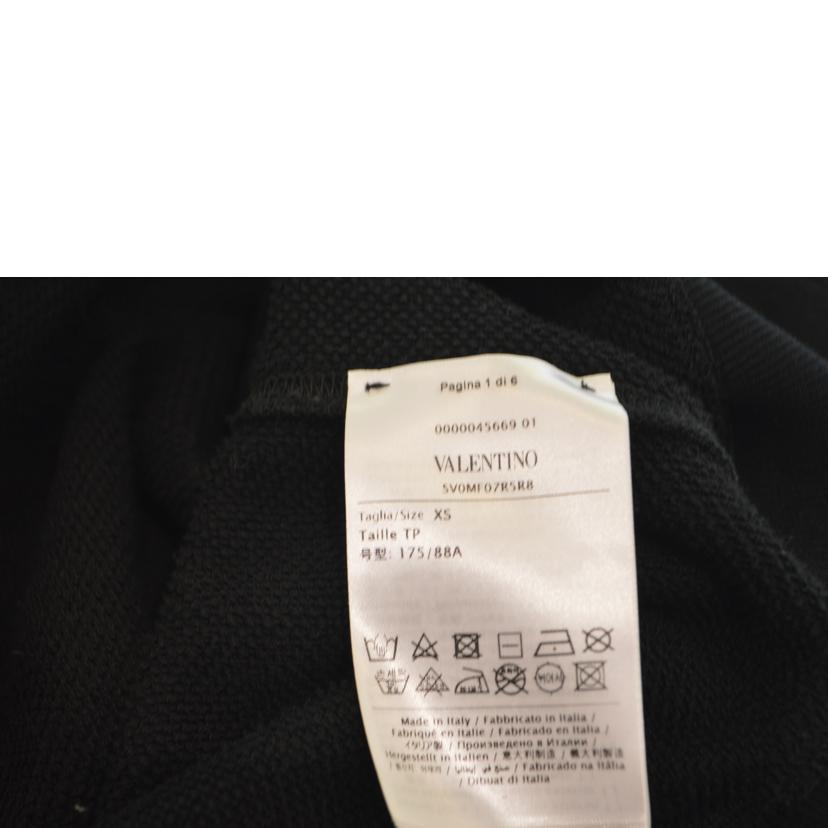 Pagina 1 di 6
0000045669 01
VALENTINO
SV0MF07R5R8
Taglia/Size XS
Taille TP
号型: 175/88A
손세탁
Made in Italy / Fabbricato in Italia /
Fabriqué en Italie / Fabricado en Italia /
イタリア製 / Произведено в Италии /
Hergestellt in Italien / 意大利制造 / 義大利製造
/ صنع في إيطاليا / Fabricado na Itália
/ Dibuat di Italia